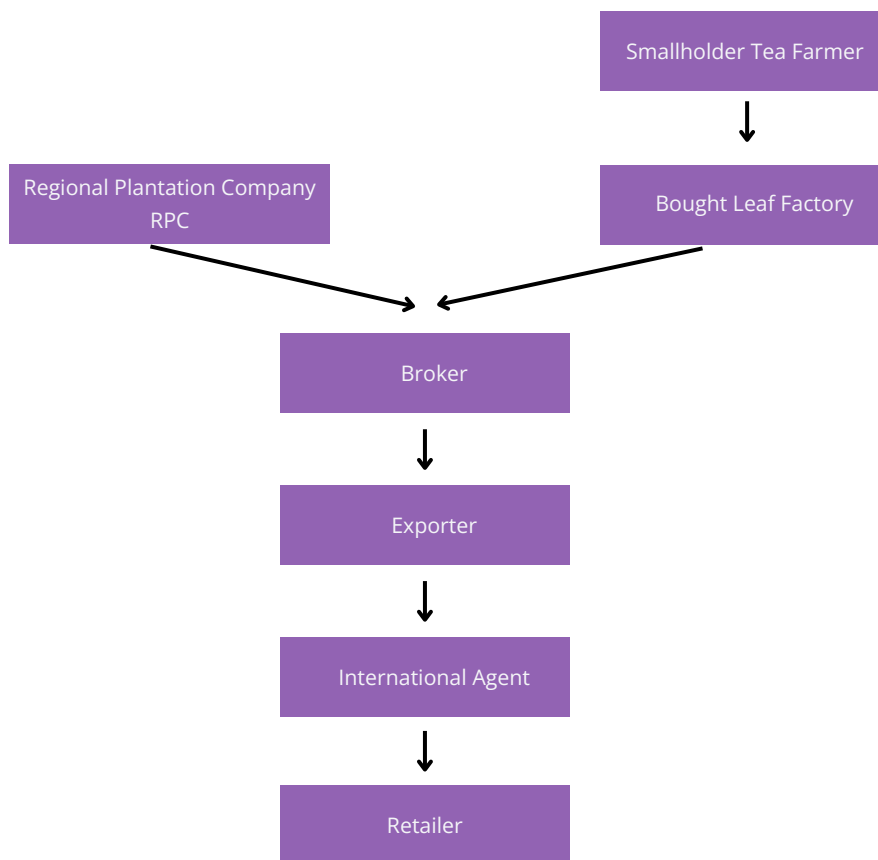 Smallholder Tea Farmer
Regional Plantation Company
RPC
Bought Leaf Factory
Broker
Exporter
International Agent
Retailer